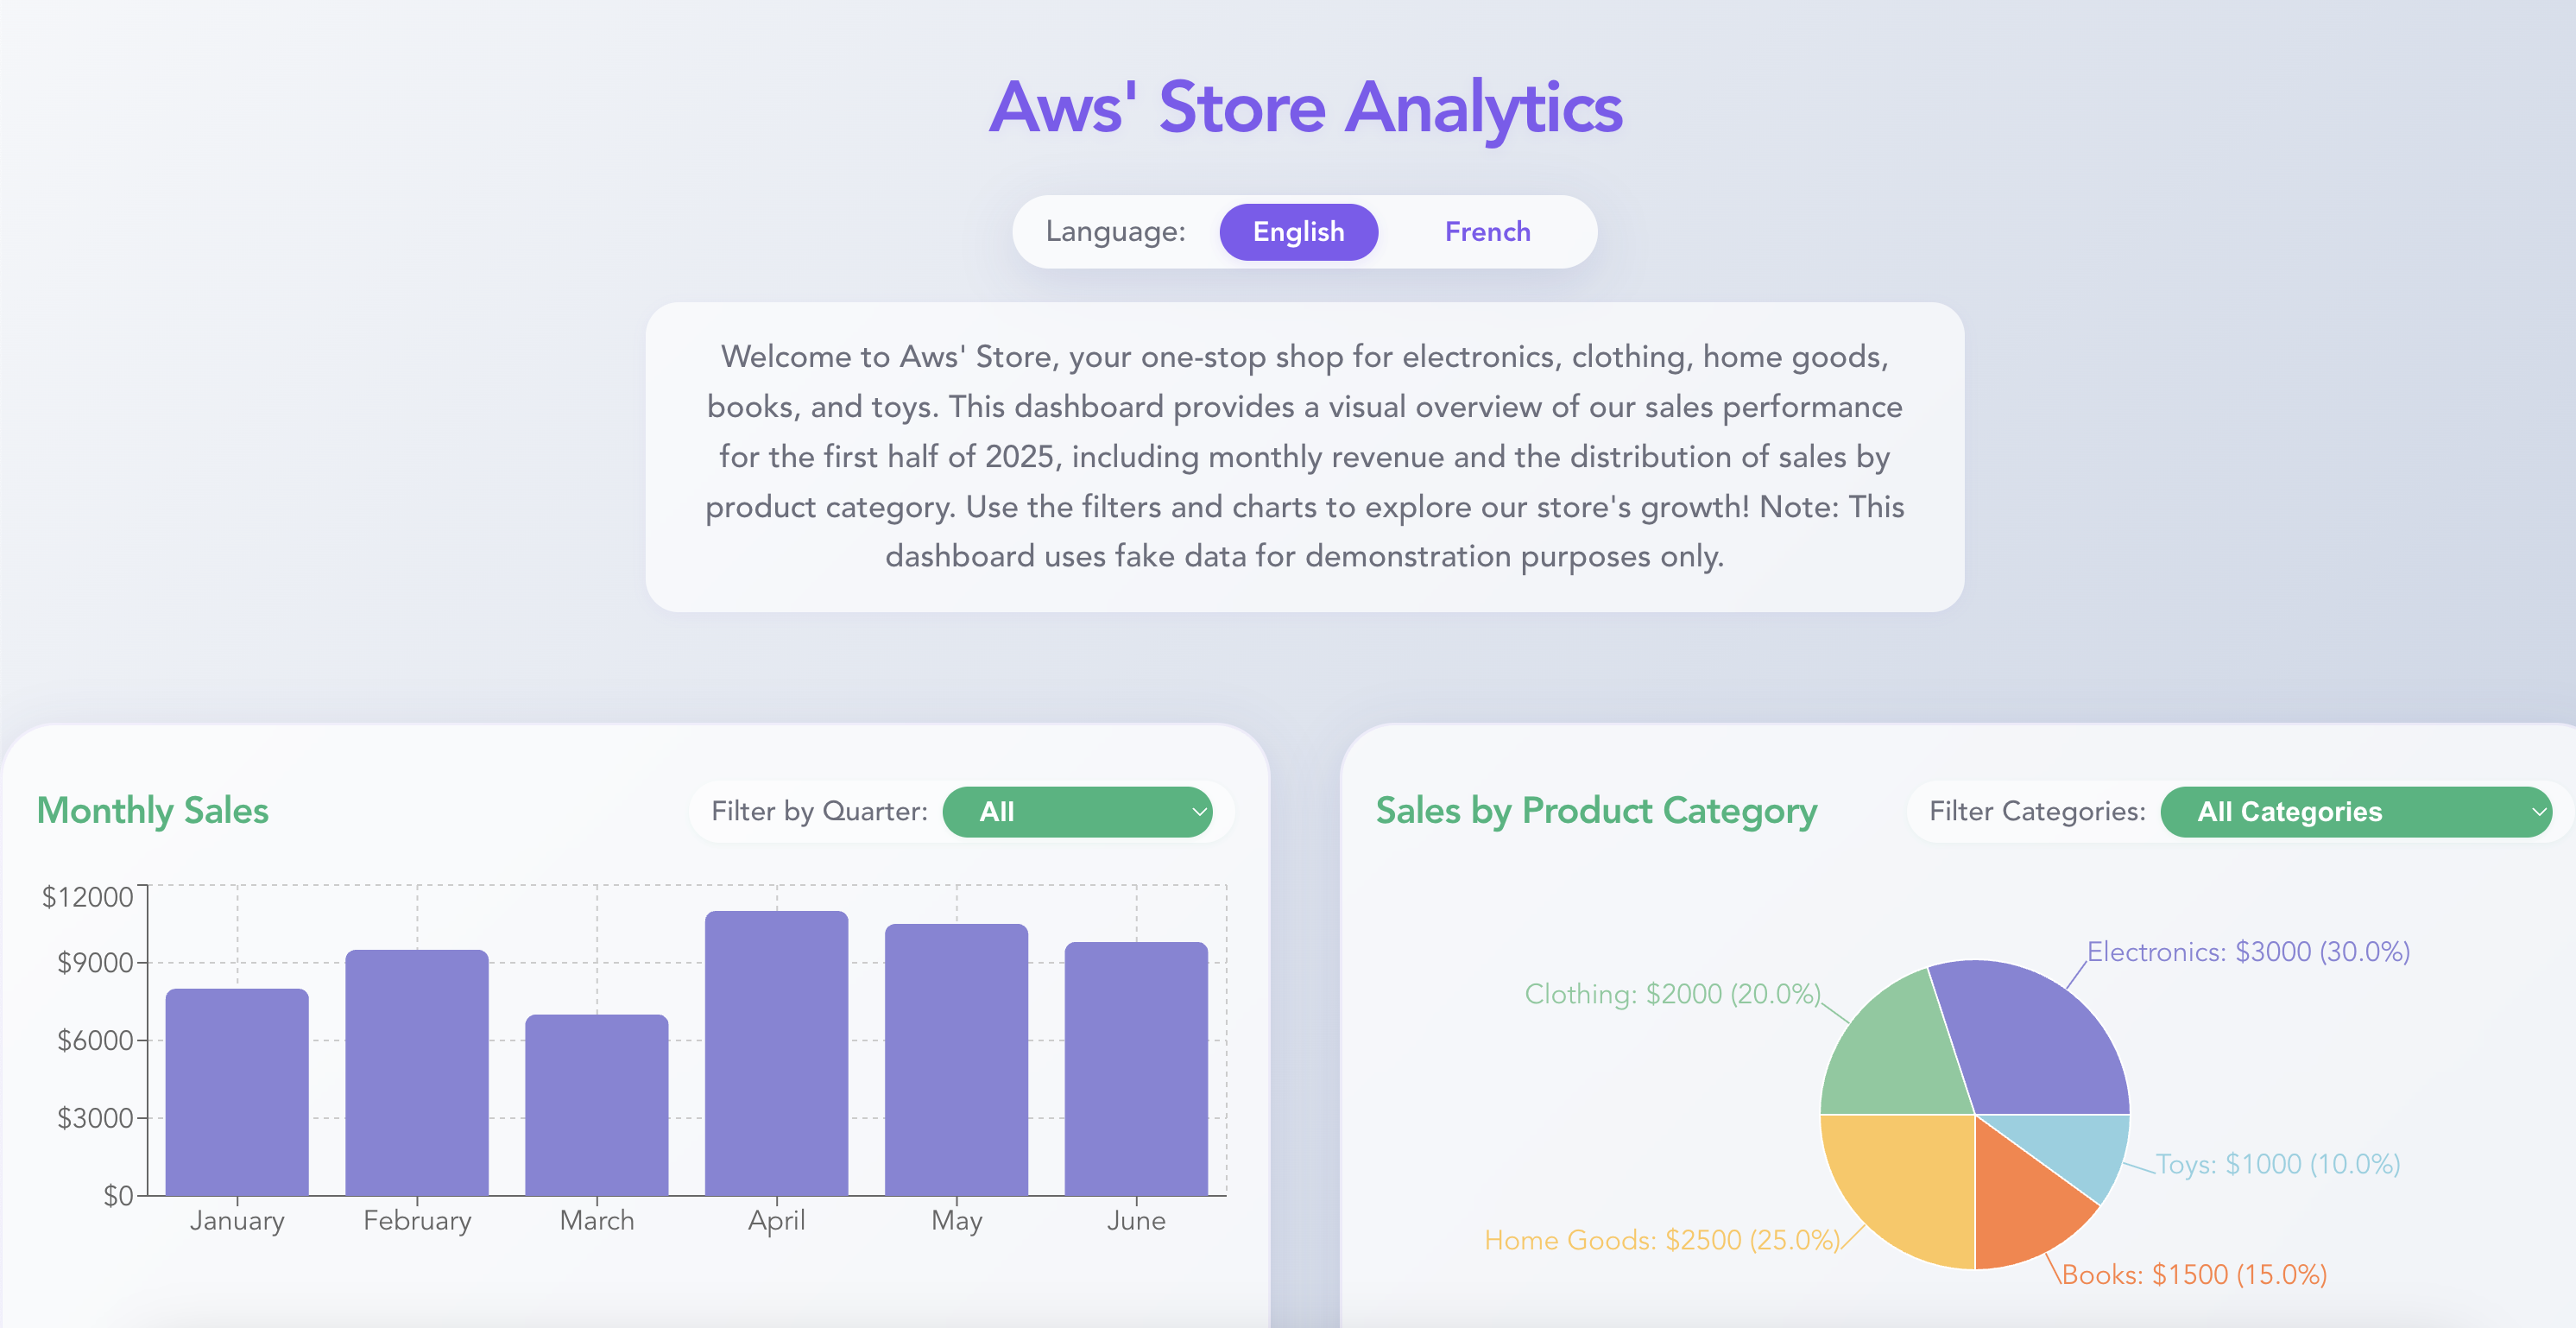 Aws' Store Analytics
Language: English French
Welcome to Aws' Store, your one-stop shop for electronics, clothing, home goods,
books, and toys. This dashboard provides a visual overview of our sales performance
for the first half of 2025, including monthly revenue and the distribution of sales by
product category. Use the filters and charts to explore our store's growth! Note: This
dashboard uses fake data for demonstration purposes only.
Monthly Sales
Filter by Quarter: All
$12000
$9000
$6000
$3000
$0
January February March April May June
Sales by Product Category
Filter Categories: All Categories
Electronics: $3000 (30.0%)
Clothing: $2000 (20.0%)
Toys: $1000 (10.0%)
Home Goods: $2500 (25.0%)
Books: $1500 (15.0%)